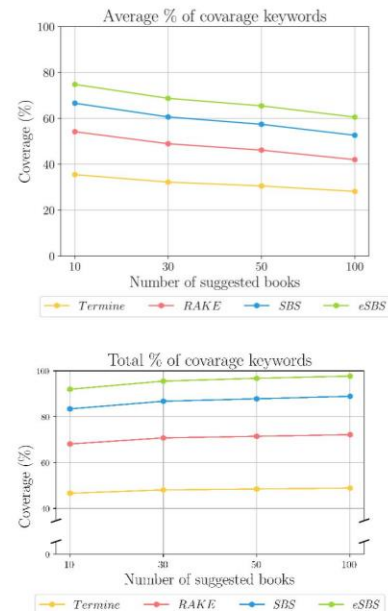 Average % of covarage keywords
100
80
60
40
20
0
Coverage (%)
10 30 50 100
Number of suggested books
Termine RAKE SBS eSBS
Total % of covarage keywords
100
80
60
40
0
Coverage (%)
10 30 50 100
Number of suggested books
Termine RAKE SBS eSBS